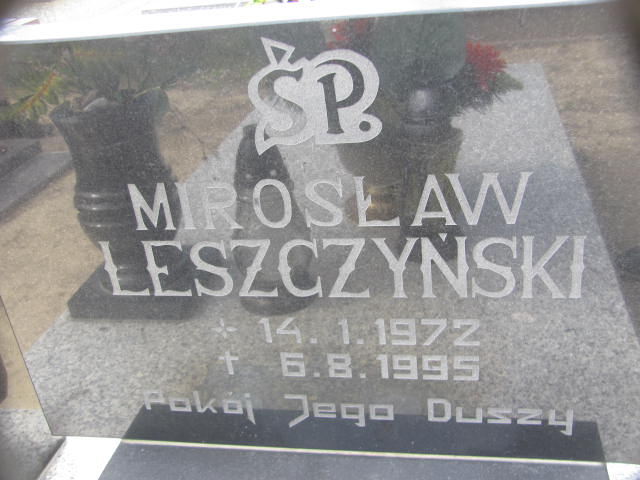 ŚP.
MIROSŁAW
LESZCZYŃSKI
* 14.1.1972
† 6.8.1995
Pokój Jego Duszy